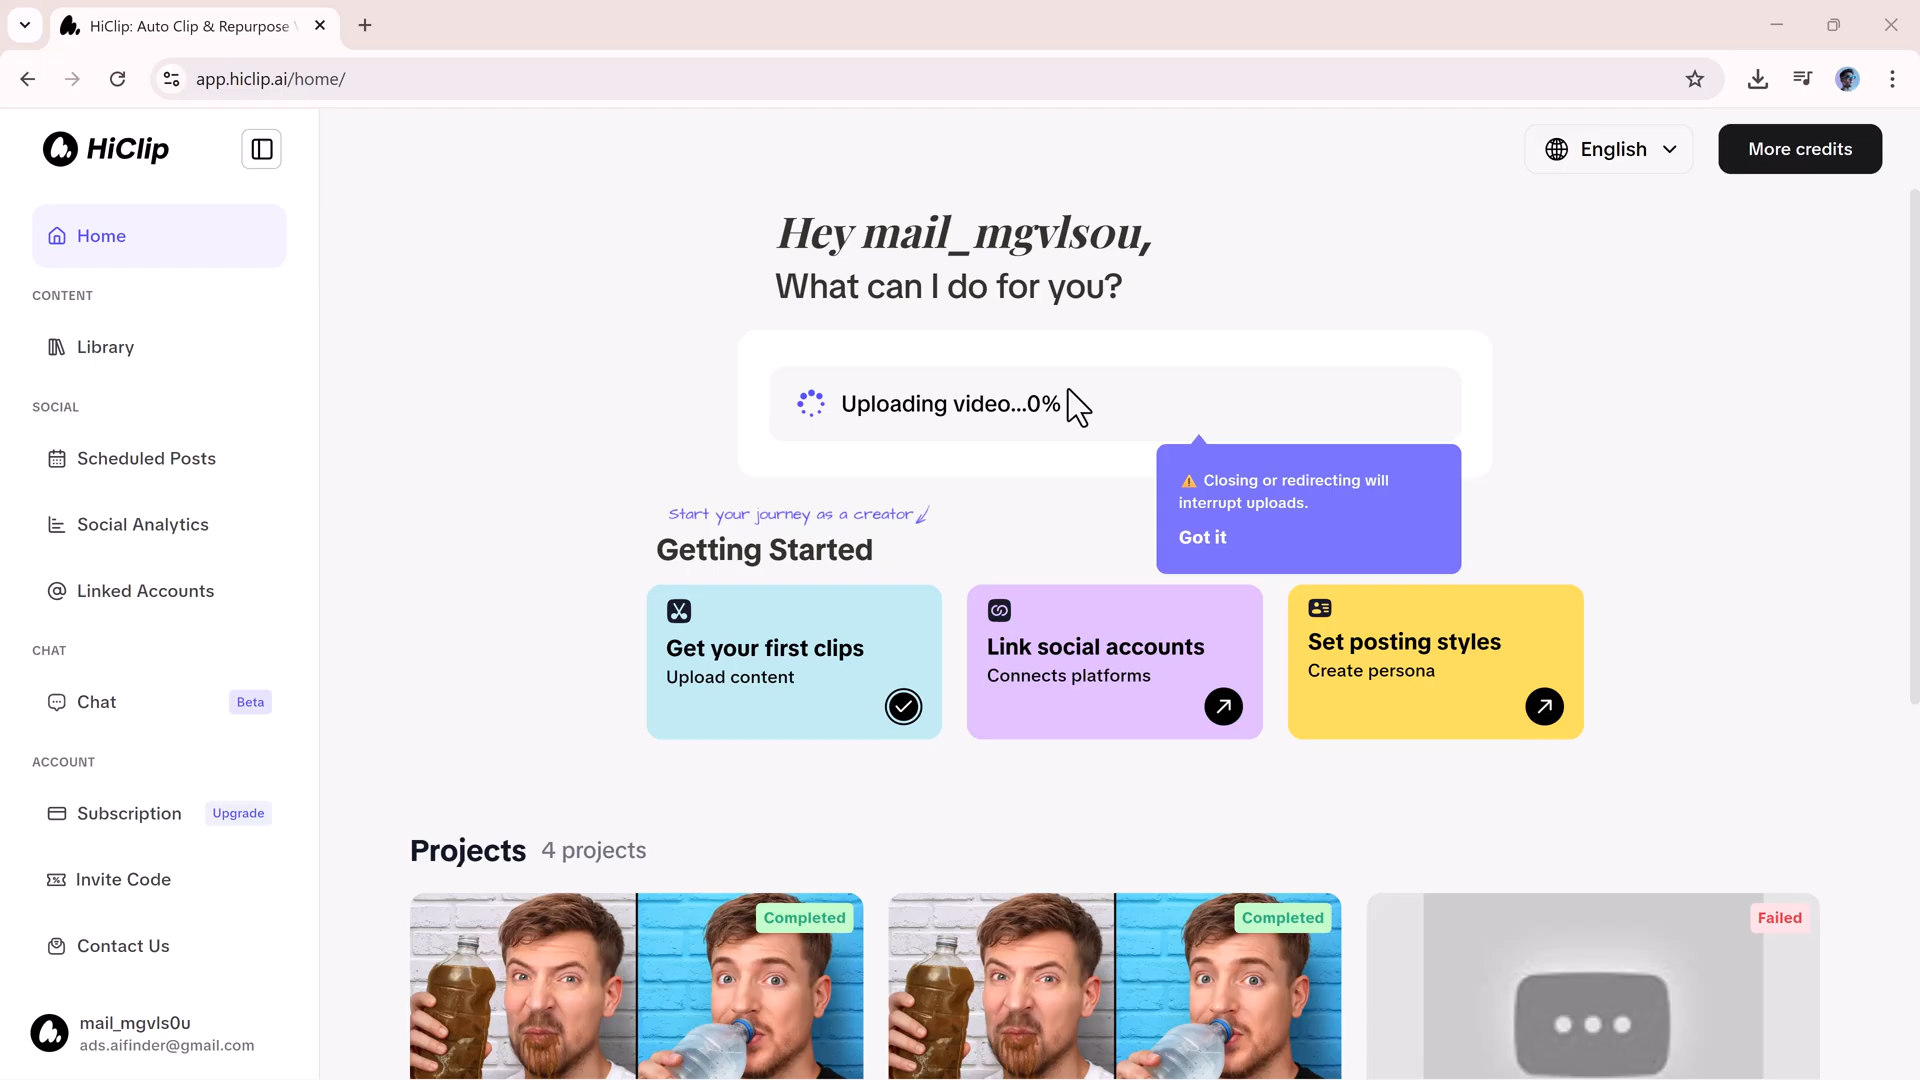 HiClip: Auto Clip & Repurpose
app.hiclip.ai/home/
HiClip
English
More credits
Home
CONTENT
Library
SOCIAL
Scheduled Posts
Social Analytics
Linked Accounts
CHAT
Chat
Beta
ACCOUNT
Subscription
Upgrade
Invite Code
Contact Us
mail_mgvls0u
ads.aifinder@gmail.com
Hey mail_mgvls0u,
What can I do for you?
Uploading video...0%
⚠️ Closing or redirecting will
interrupt uploads.
Got it
Start your journey as a creator
Getting Started
Get your first clips
Upload content
Link social accounts
Connects platforms
Set posting styles
Create persona
Projects 4 projects
Completed
Completed
Failed